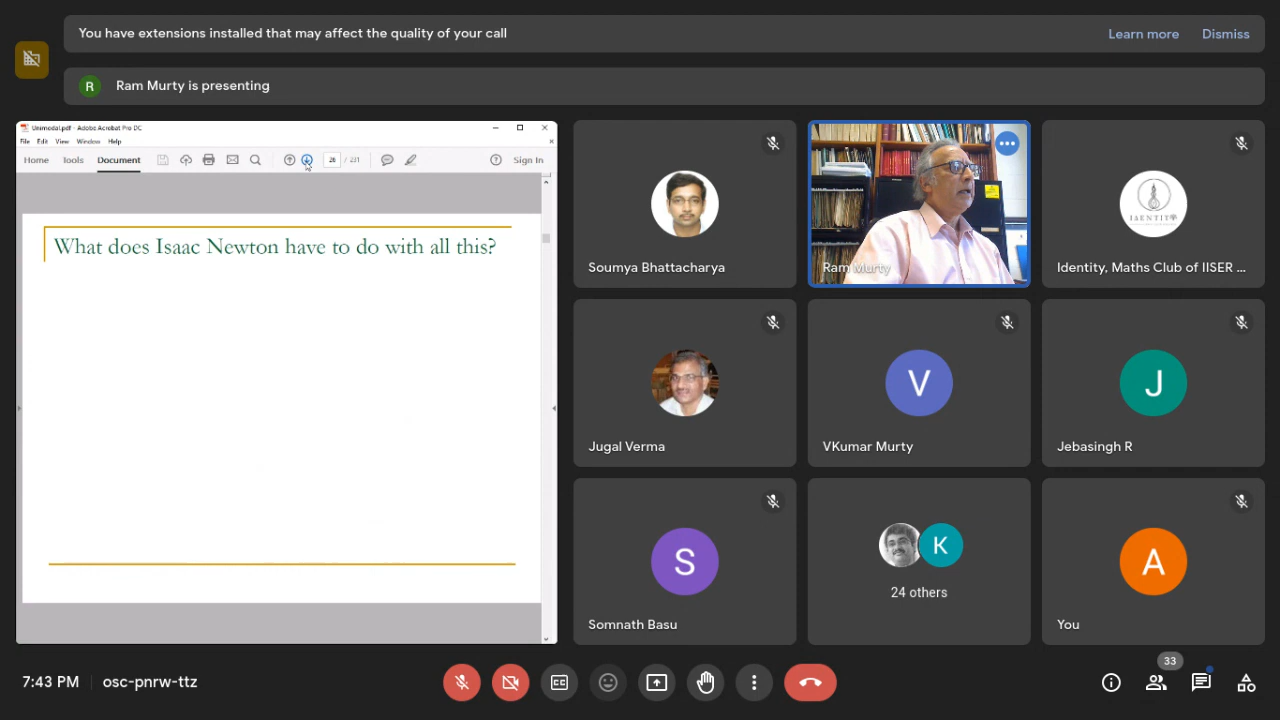 You have extensions installed that may affect the quality of your call
Learn more
Dismiss
R
Ram Murty is presenting
Unimodal.pdf - Adobe Acrobat Pro DC
File Edit View Window Help
Home Tools Document
28 / 231
Sign In
What does Isaac Newton have to do with all this?
Soumya Bhattacharya
Ram Murty
IDENTITY
Identity, Maths Club of IISER ...
Jugal Verma
V
VKumar Murty
J
Jebasingh R
S
Somnath Basu
K
24 others
A
You
7:43 PM | osc-pnrw-ttz
33